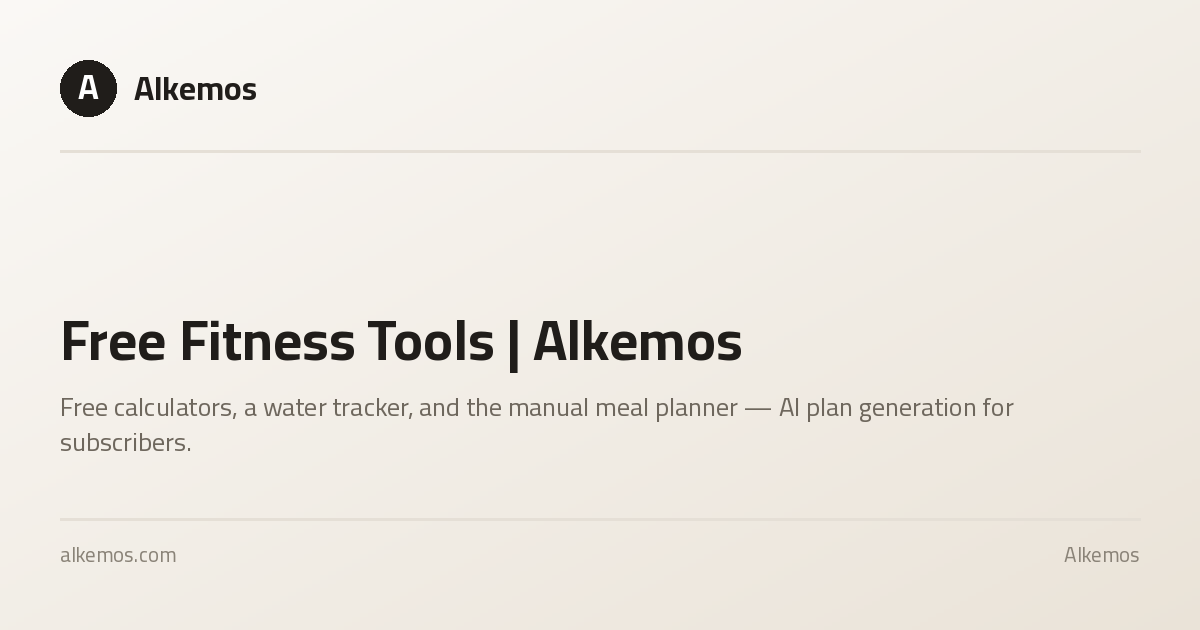 A
Alkemos
Free Fitness Tools | Alkemos
Free calculators, a water tracker, and the manual meal planner — AI plan generation for
subscribers.
alkemos.com
Alkemos